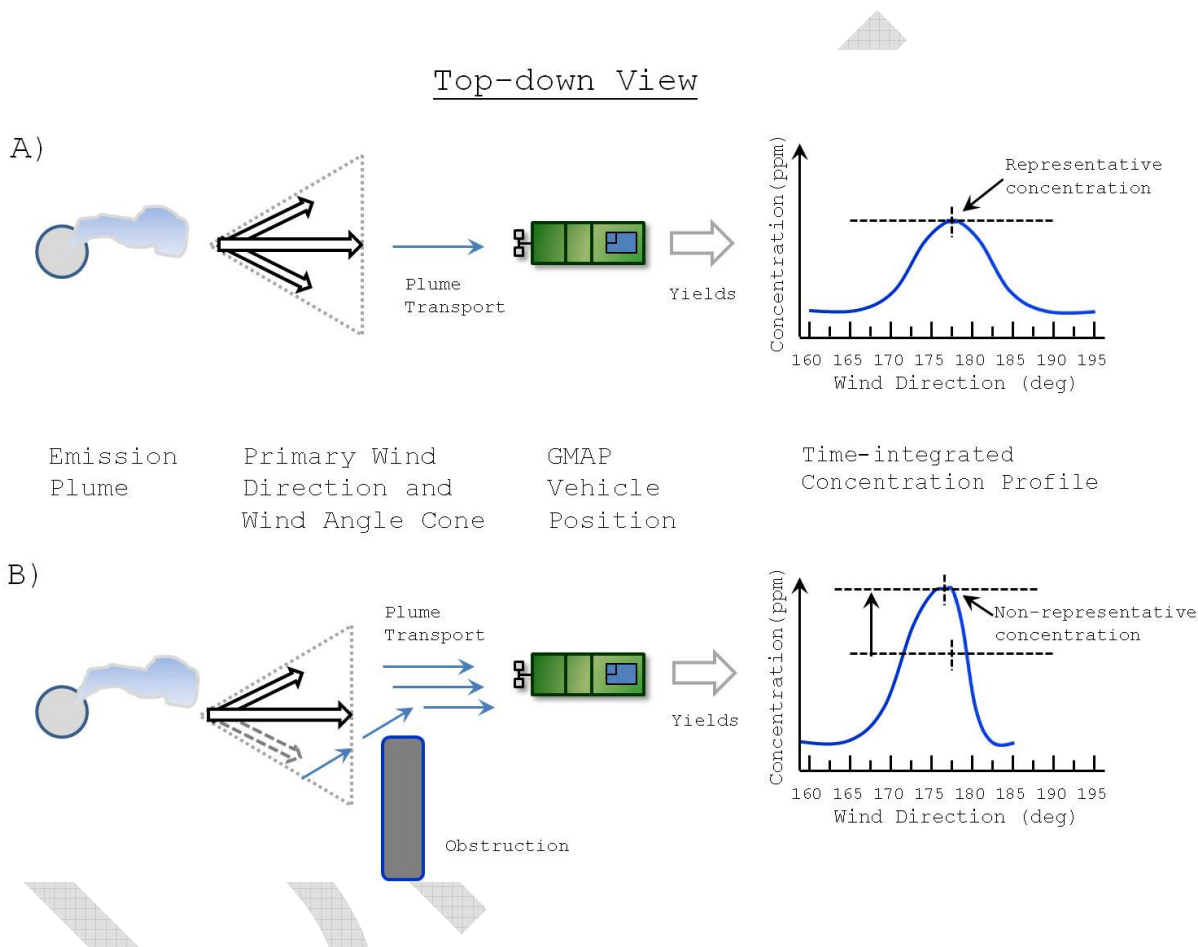 Top-down View
A)
Concentration(ppm)
Representative
concentration
Plume
Transport
Yields
160 165 170 175 180 185 190 195
Wind Direction (deg)
Emission
Plume
Primary Wind
Direction and
Wind Angle Cone
GMAP
Vehicle
Position
Time-integrated
Concentration Profile
B)
Plume
Transport
Concentration(ppm)
Non-representative
concentration
Yields
160 165 170 175 180 185 190 195
Wind Direction (deg)
Obstruction